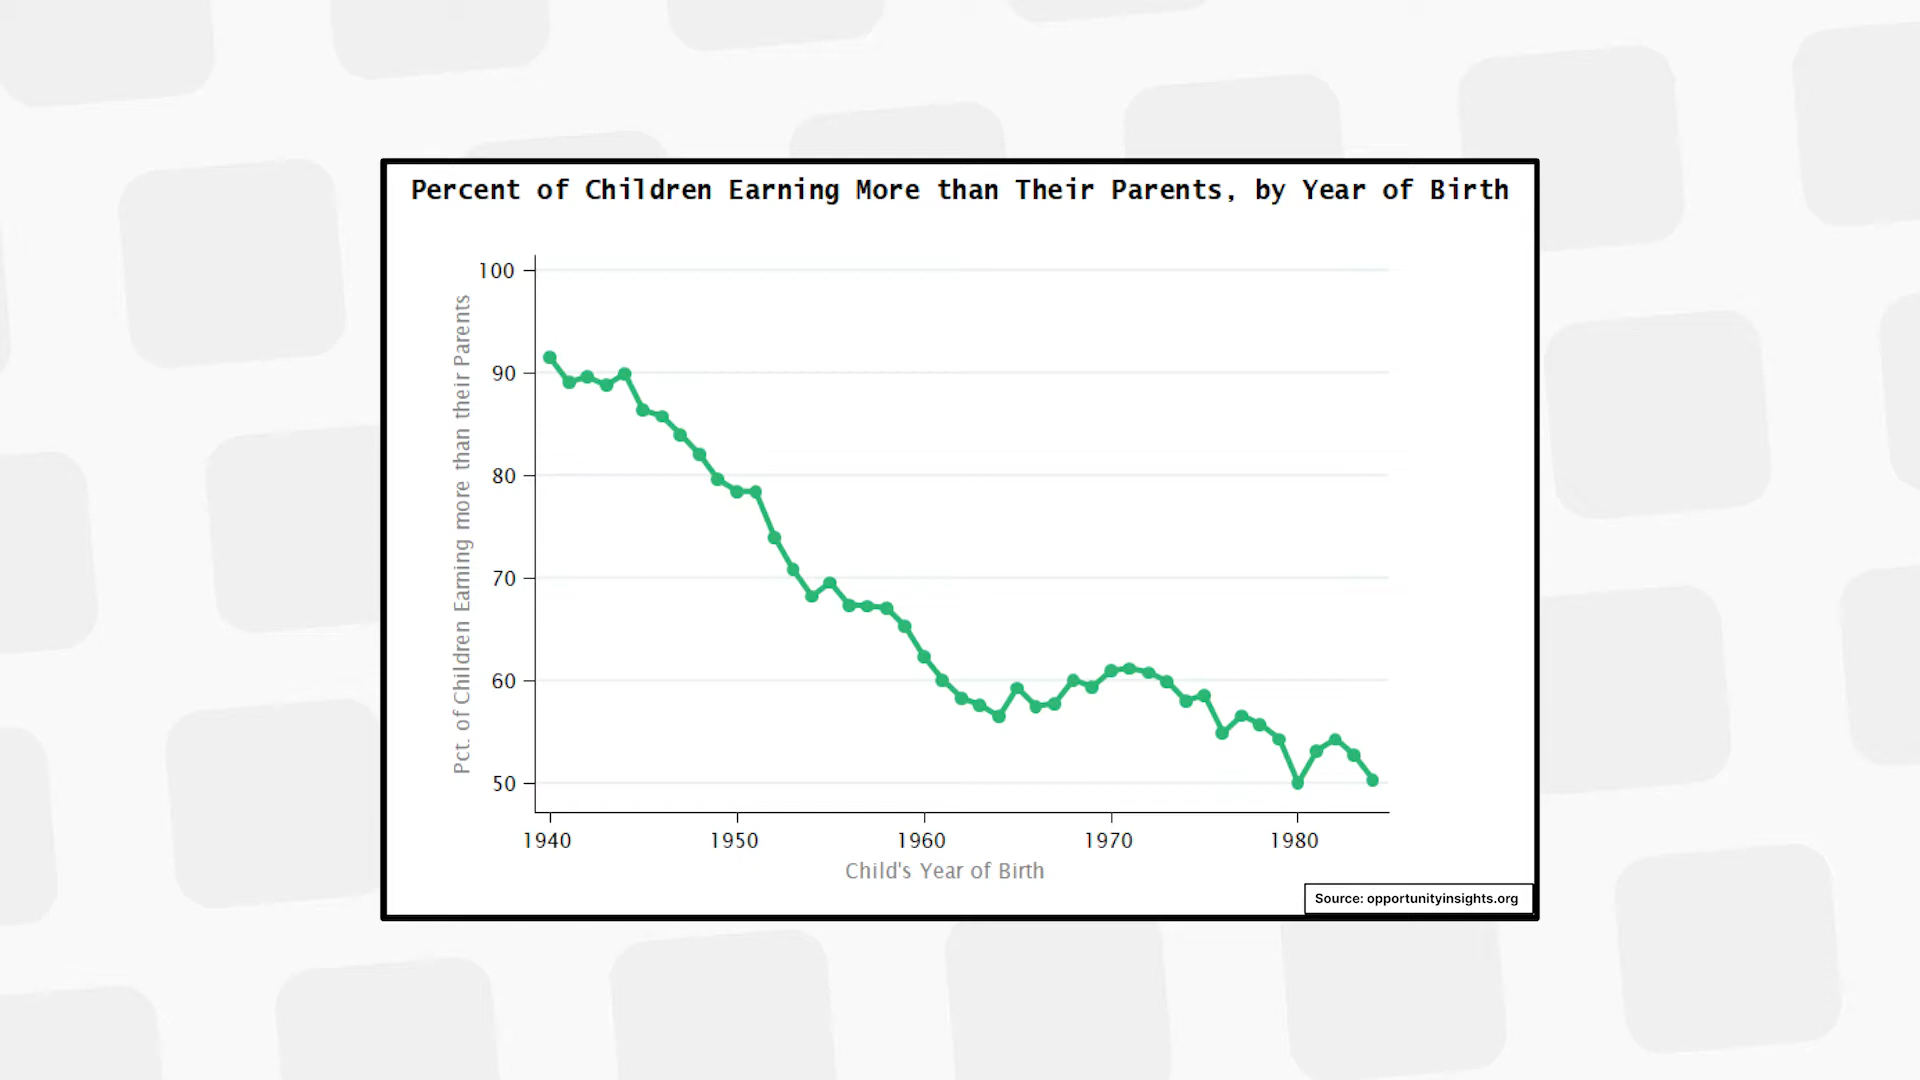 Percent of Children Earning More than Their Parents, by Year of Birth
Pct. of Children Earning more than their Parents
100
90
80
70
60
50
1940 1950 1960 1970 1980
Child's Year of Birth
Source: opportunityinsights.org